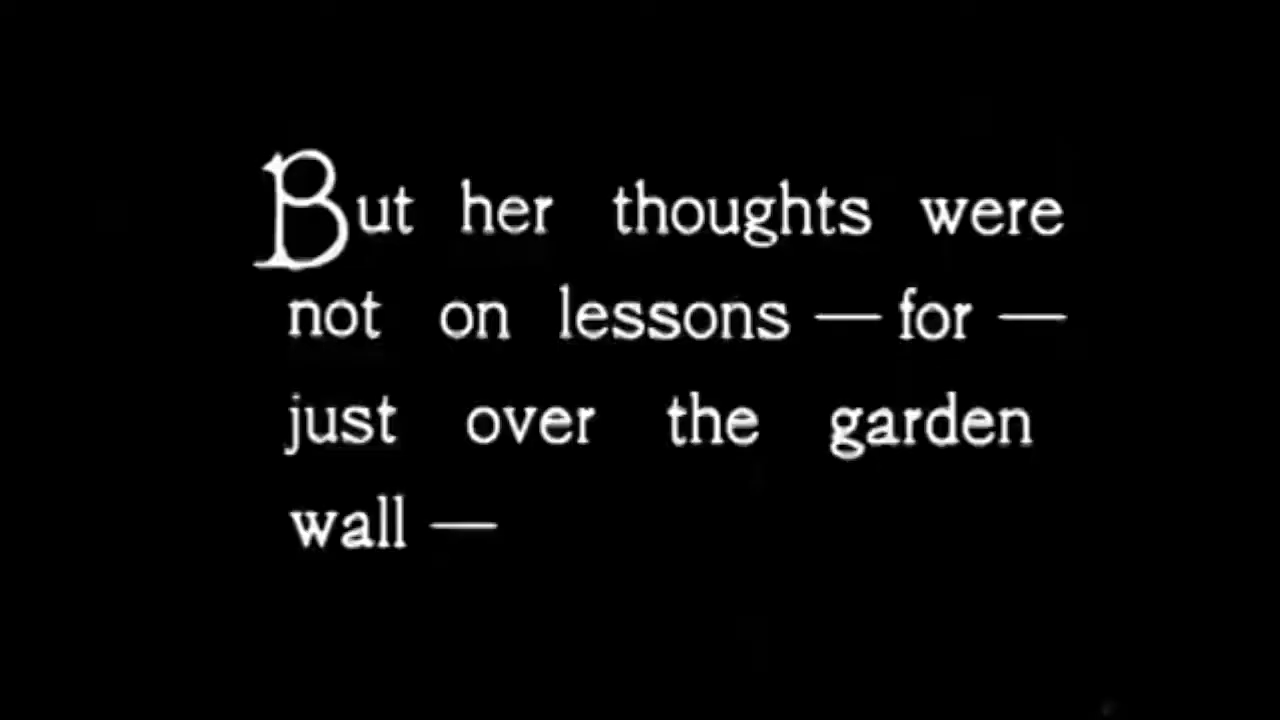 But her thoughts were
not on lessons — for —
just over the garden
wall —